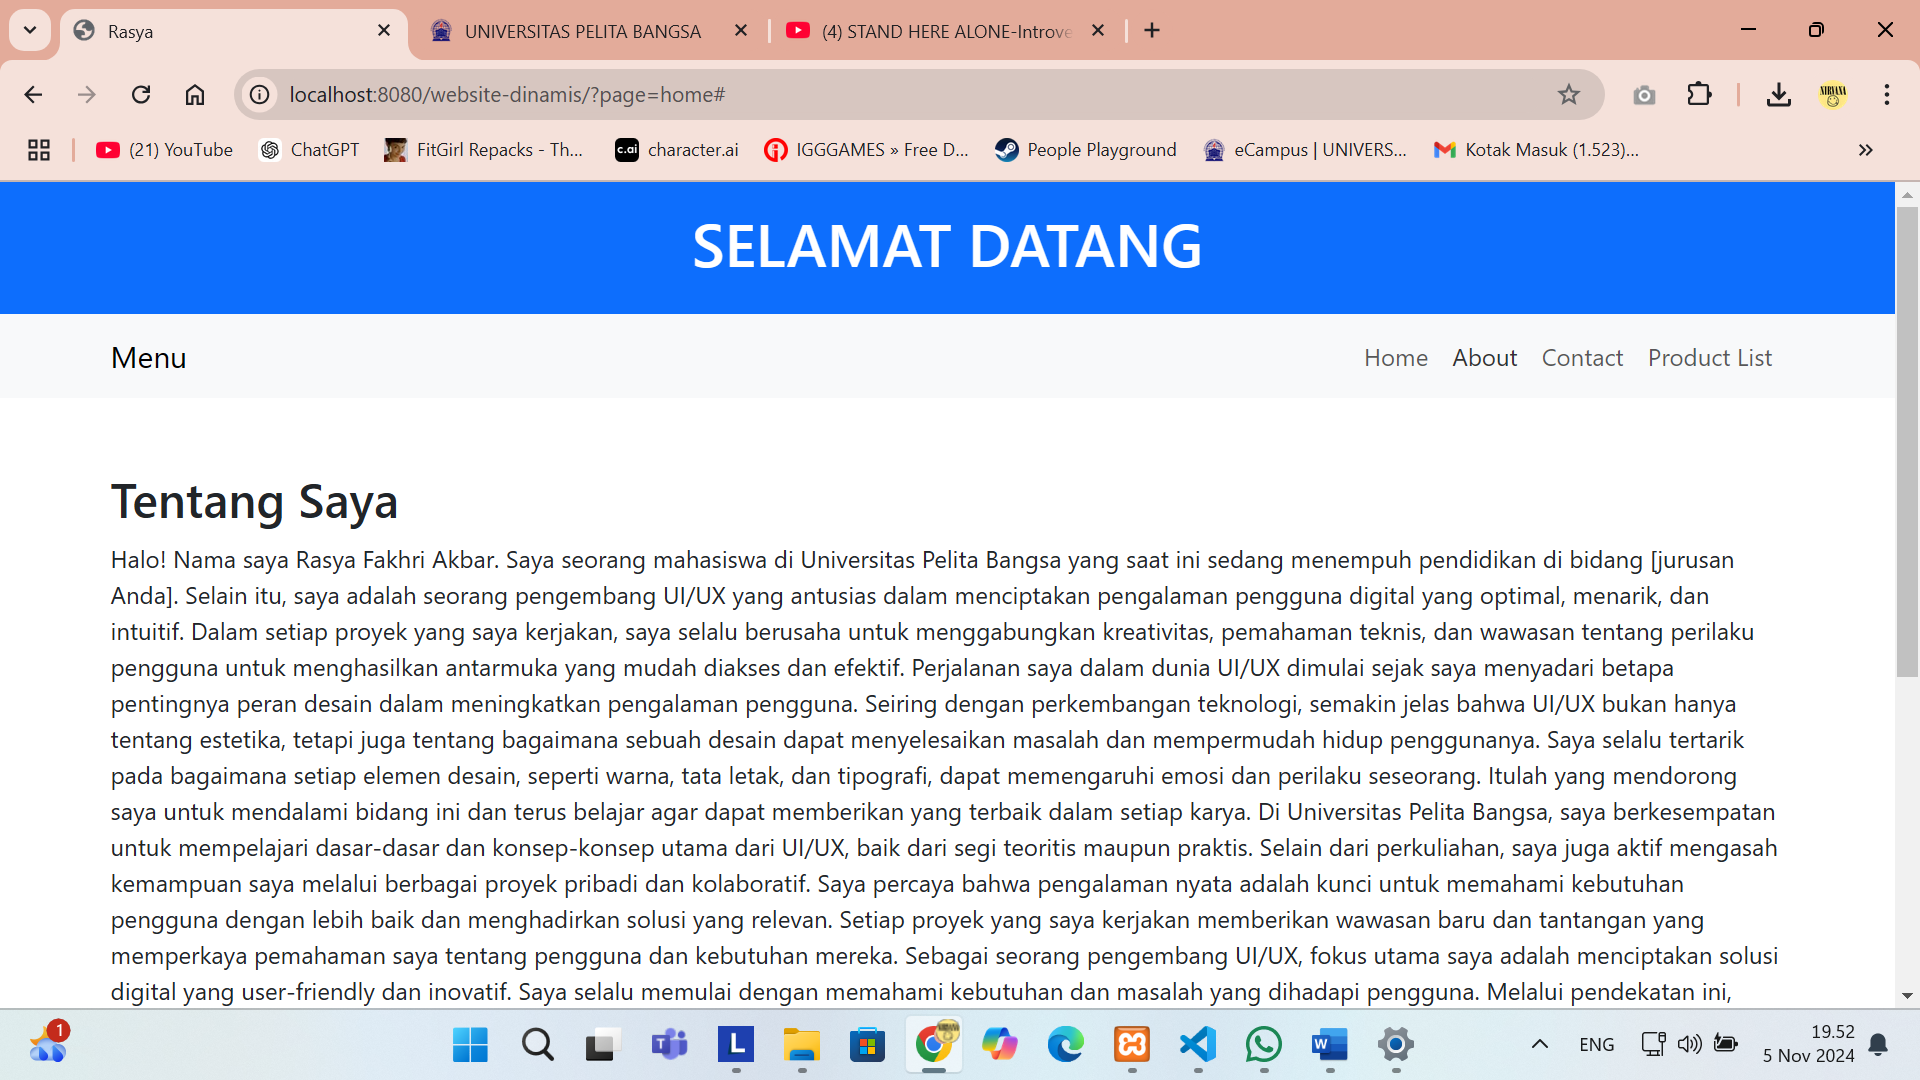 Rasya
UNIVERSITAS PELITA BANGSA
(4) STAND HERE ALONE-Introve
localhost:8080/website-dinamis/?page=home#
(21) YouTube
ChatGPT
FitGirl Repacks - Th...
c.ai
character.ai
IGGGAMES » Free D...
People Playground
eCampus | UNIVERS...
Kotak Masuk (1.523)...
NIRVANA
SELAMAT DATANG
Menu
Home
About
Contact
Product List
Tentang Saya
Halo! Nama saya Rasya Fakhri Akbar. Saya seorang mahasiswa di Universitas Pelita Bangsa yang saat ini sedang menempuh pendidikan di bidang [jurusan
Anda]. Selain itu, saya adalah seorang pengembang UI/UX yang antusias dalam menciptakan pengalaman pengguna digital yang optimal, menarik, dan
intuitif. Dalam setiap proyek yang saya kerjakan, saya selalu berusaha untuk menggabungkan kreativitas, pemahaman teknis, dan wawasan tentang perilaku
pengguna untuk menghasilkan antarmuka yang mudah diakses dan efektif. Perjalanan saya dalam dunia UI/UX dimulai sejak saya menyadari betapa
pentingnya peran desain dalam meningkatkan pengalaman pengguna. Seiring dengan perkembangan teknologi, semakin jelas bahwa UI/UX bukan hanya
tentang estetika, tetapi juga tentang bagaimana sebuah desain dapat menyelesaikan masalah dan mempermudah hidup penggunanya. Saya selalu tertarik
pada bagaimana setiap elemen desain, seperti warna, tata letak, dan tipografi, dapat memengaruhi emosi dan perilaku seseorang. Itulah yang mendorong
saya untuk mendalami bidang ini dan terus belajar agar dapat memberikan yang terbaik dalam setiap karya. Di Universitas Pelita Bangsa, saya berkesempatan
untuk mempelajari dasar-dasar dan konsep-konsep utama dari UI/UX, baik dari segi teoritis maupun praktis. Selain dari perkuliahan, saya juga aktif mengasah
kemampuan saya melalui berbagai proyek pribadi dan kolaboratif. Saya percaya bahwa pengalaman nyata adalah kunci untuk memahami kebutuhan
pengguna dengan lebih baik dan menghadirkan solusi yang relevan. Setiap proyek yang saya kerjakan memberikan wawasan baru dan tantangan yang
memperkaya pemahaman saya tentang pengguna dan kebutuhan mereka. Sebagai seorang pengembang UI/UX, fokus utama saya adalah menciptakan solusi
digital yang user-friendly dan inovatif. Saya selalu memulai dengan memahami kebutuhan dan masalah yang dihadapi pengguna. Melalui pendekatan ini,
1
L
W
ENG
19.52
5 Nov 2024